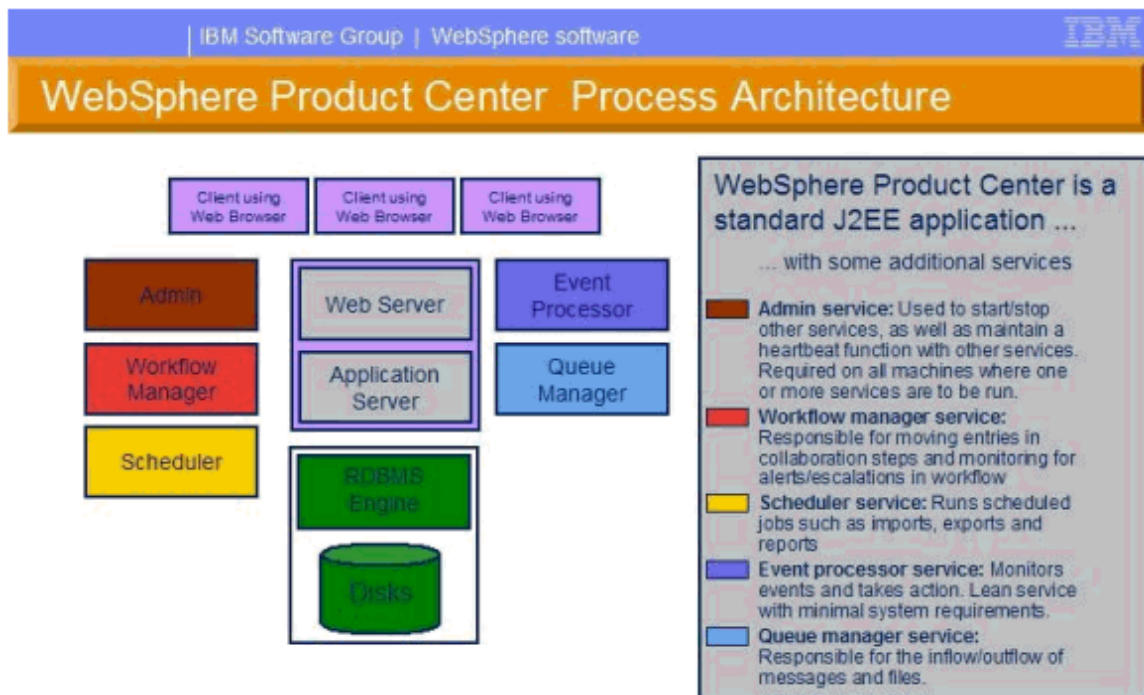 IBM Software Group | WebSphere software
IBM
WebSphere Product Center Process Architecture
Client using
Web Browser
Client using
Web Browser
Client using
Web Browser
Admin
Workflow
Manager
Scheduler
Web Server
Application
Server
RDBMS
Engine
Disks
Event
Processor
Queue
Manager
WebSphere Product Center is a
standard J2EE application ...
... with some additional services
Admin service: Used to start/stop
other services, as well as maintain a
heartbeat function with other services.
Required on all machines where one
or more services are to be run.
Workflow manager service:
Responsible for moving entries in
collaboration steps and monitoring for
alerts/escalations in workflow
Scheduler service: Runs scheduled
jobs such as imports, exports and
reports
Event processor service: Monitors
events and takes action. Lean service
with minimal system requirements.
Queue manager service:
Responsible for the inflow/outflow of
messages and files.